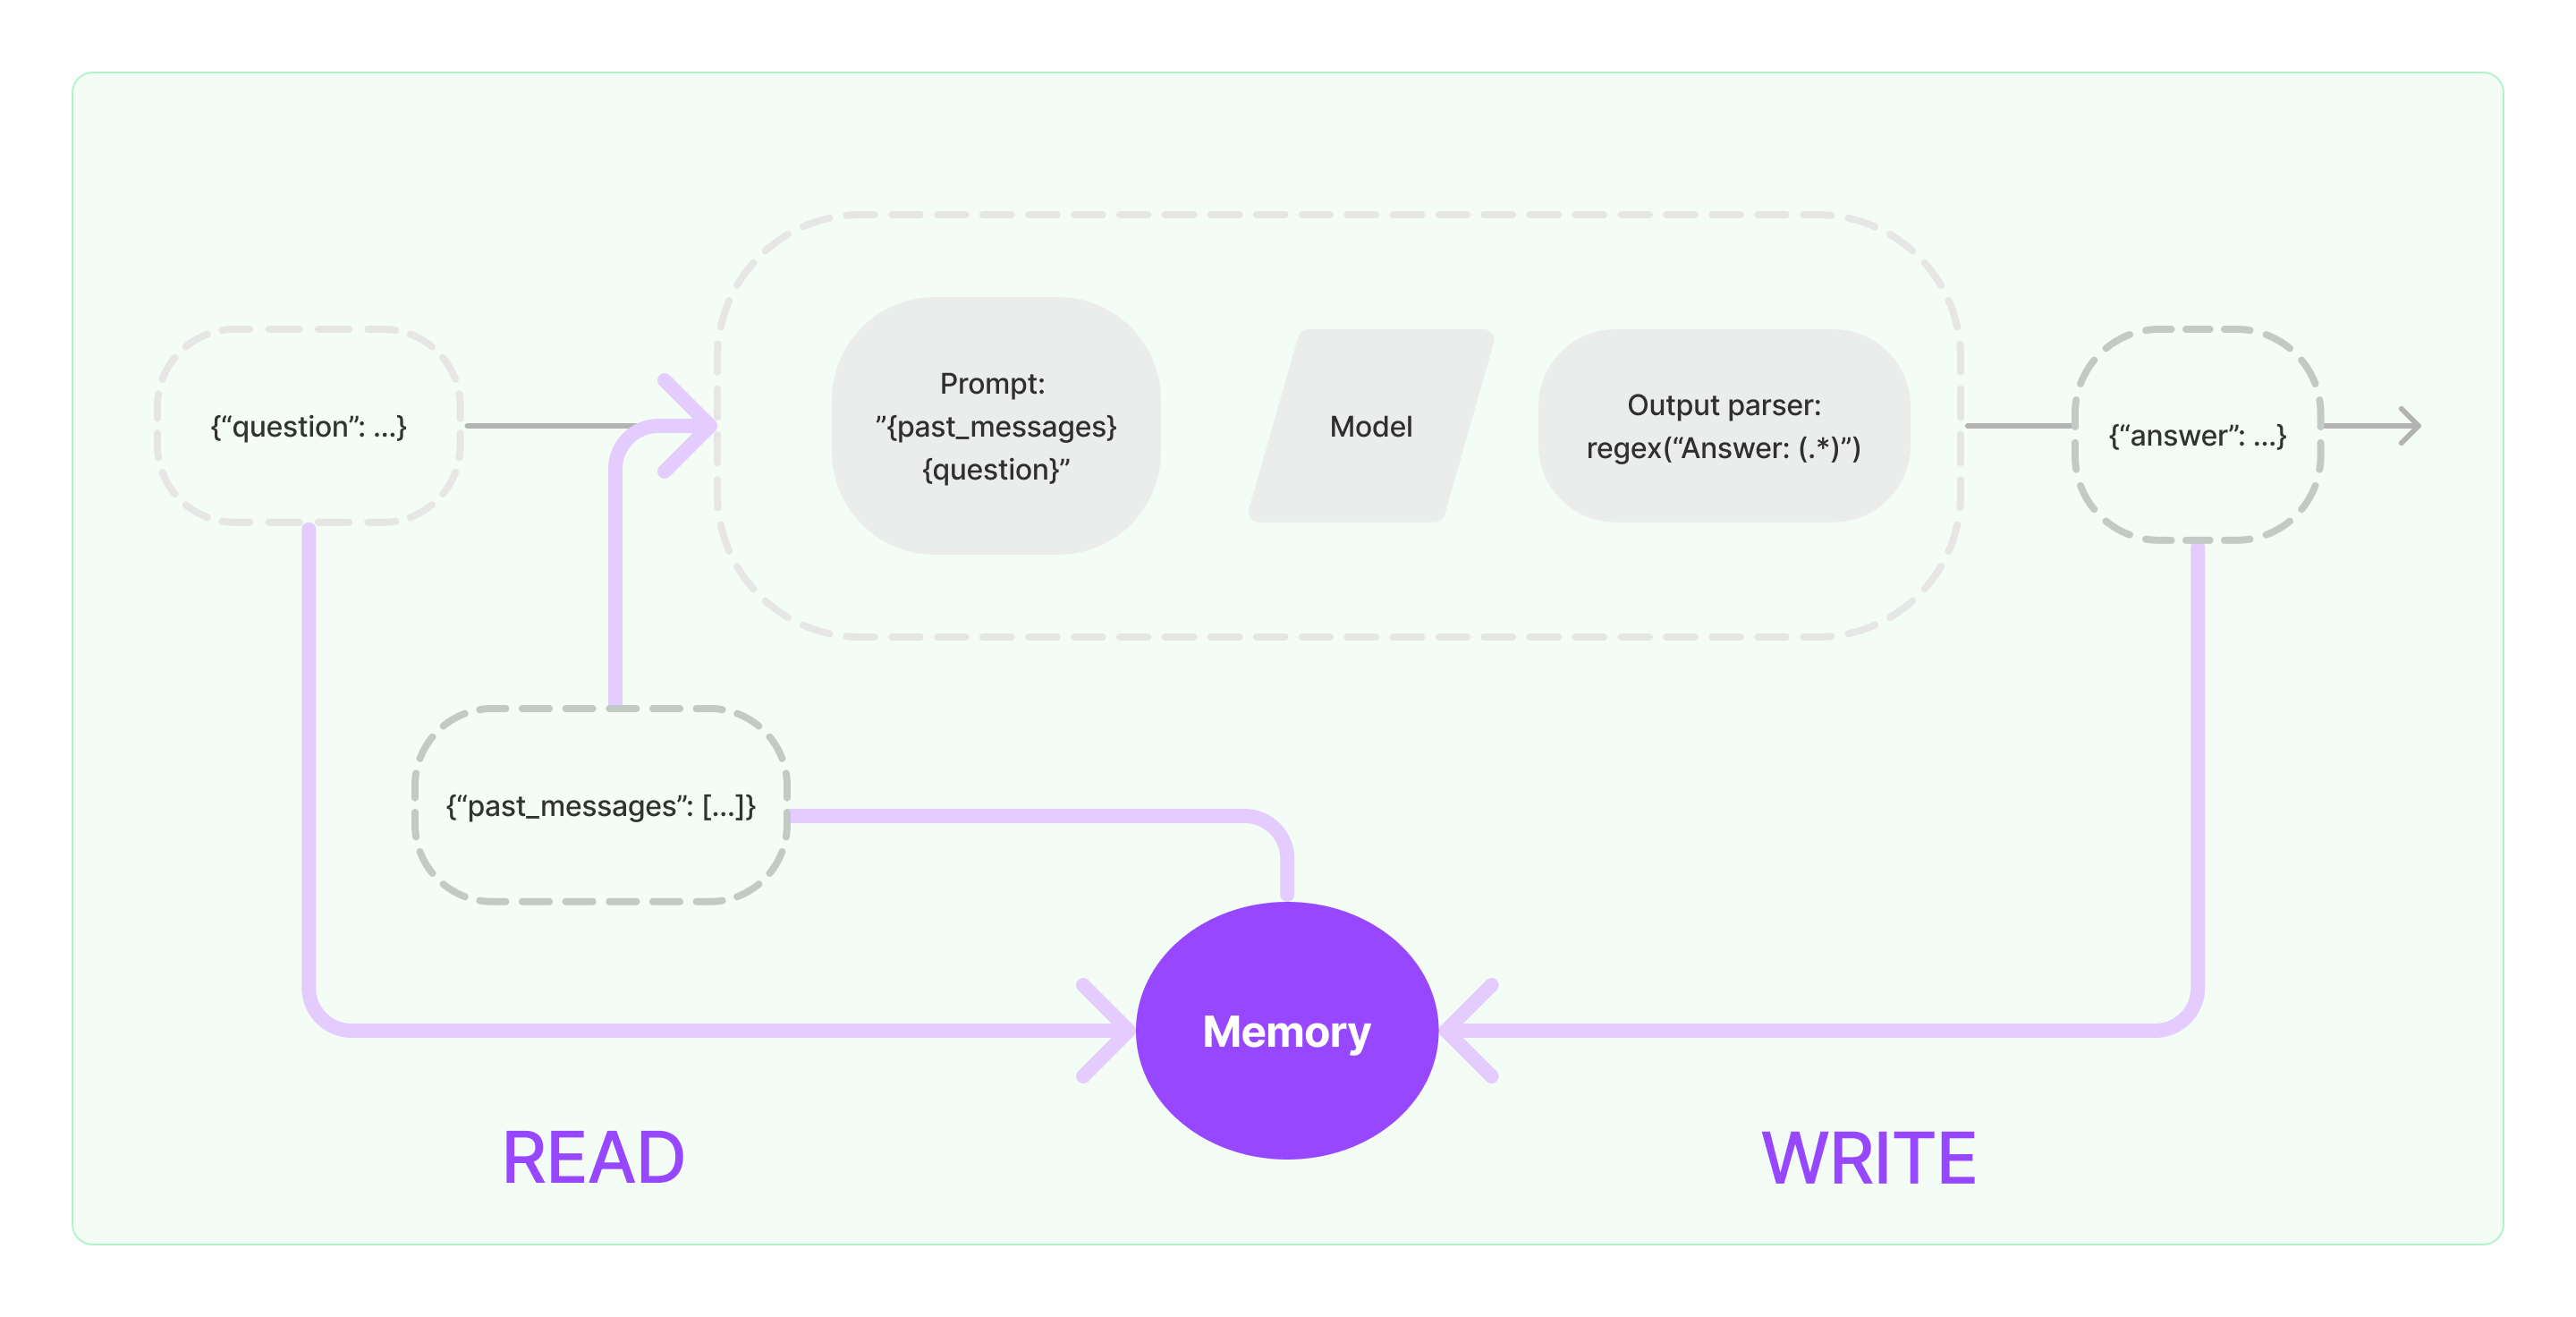 {“question”: ...}
Prompt:
”{past_messages}
{question}”
Model
Output parser:
regex(“Answer: (.*)”)
{“answer”: ...}
{“past_messages”: [...]}
Memory
READ
WRITE